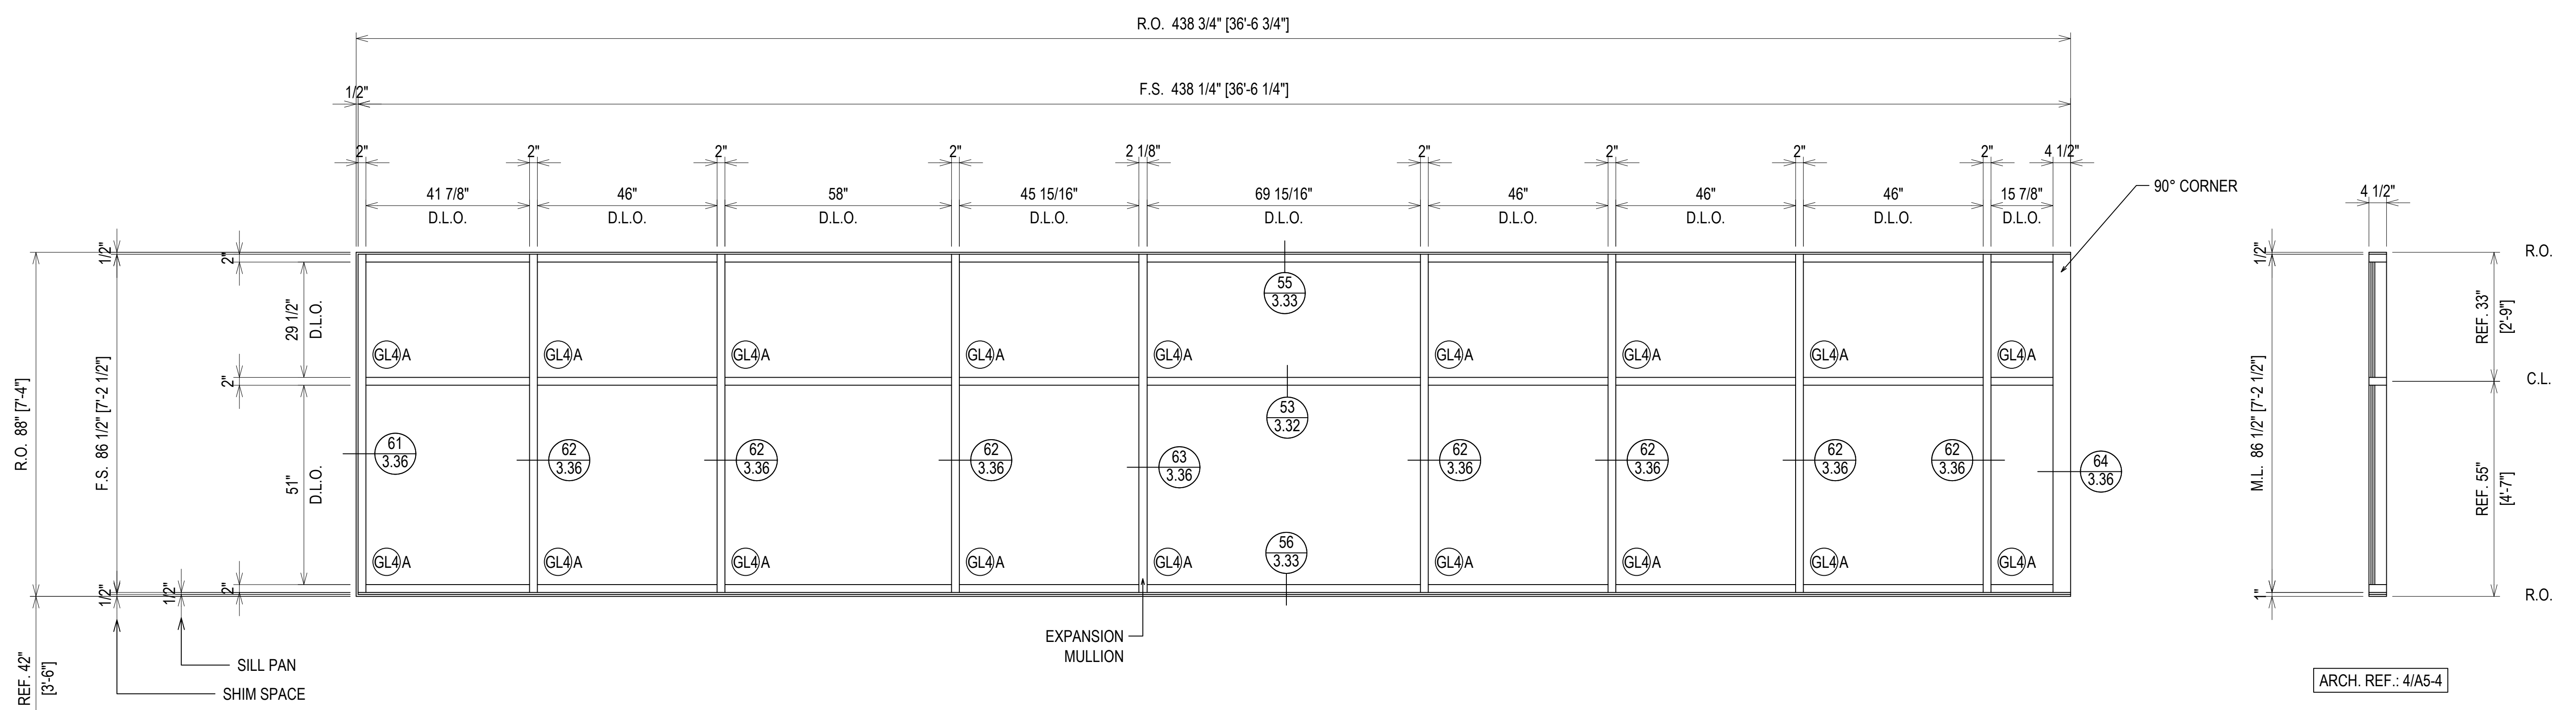 R.O. 438 3/4" [36'-6 3/4"]
F.S. 438 1/4" [36'-6 1/4"]
1/2"
2" 2" 2" 2" 2 1/8" 2" 2" 2" 2" 4 1/2"
41 7/8" 46" 58" 45 15/16" 69 15/16" 46" 46" 46" 15 7/8"
D.L.O. D.L.O. D.L.O. D.L.O. D.L.O. D.L.O. D.L.O. D.L.O. D.L.O.
90° CORNER
4 1/2"
R.O. 88" [7'-4"]
REF. 42"
[3'-6"]
1/2"
F.S. 86 1/2" [7'-2 1/2"]
1/2"
1/2"
2"
29 1/2"
D.L.O.
2"
51"
D.L.O.
2"
55
3.33
GL4 A GL4 A GL4 A GL4 A GL4 A GL4 A GL4 A GL4 A GL4 A
53
3.32
61 62 62 62 63 62 62 62 62 64
3.36 3.36 3.36 3.36 3.36 3.36 3.36 3.36 3.36 3.36
56
3.33
GL4 A GL4 A GL4 A GL4 A GL4 A GL4 A GL4 A GL4 A GL4 A
EXPANSION
MULLION
SILL PAN
SHIM SPACE
1/2"
M.L. 86 1/2" [7'-2 1/2"]
1"
REF. 33"
[2'-9"]
REF. 55"
[4'-7"]
R.O.
C.L.
R.O.
ARCH. REF.: 4/A5-4